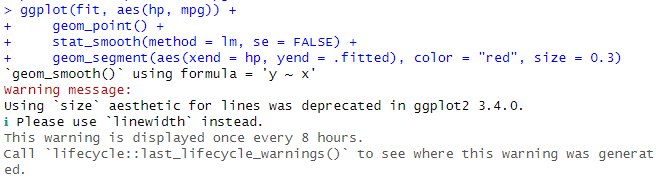 > ggplot(fit, aes(hp, mpg)) +
+     geom_point() +
+     stat_smooth(method = lm, se = FALSE) +
+     geom_segment(aes(xend = hp, yend = .fitted), color = "red", size = 0.3)
`geom_smooth()` using formula = 'y ~ x'
Warning message:
Using `size` aesthetic for lines was deprecated in ggplot2 3.4.0.
ℹ Please use `linewidth` instead.
This warning is displayed once every 8 hours.
Call `lifecycle::last_lifecycle_warnings()` to see where this warning was generat
ed.